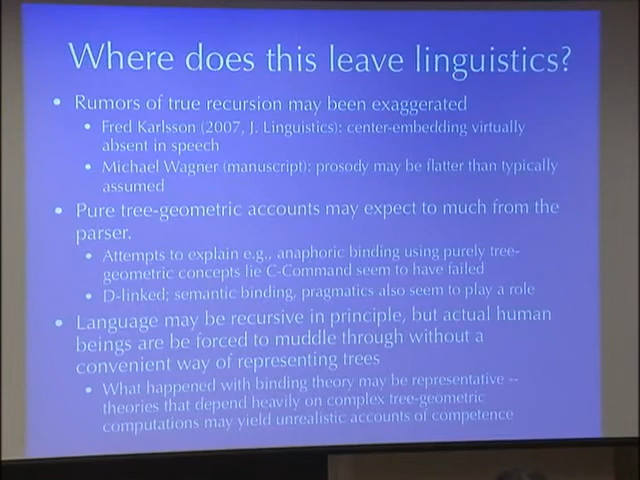 Where does this leave linguistics?
• Rumors of true recursion may been exaggerated
• Fred Karlsson (2007, J. Linguistics): center-embedding virtually
absent in speech
• Michael Wagner (manuscript): prosody may be flatter than typically
assumed
• Pure tree-geometric accounts may expect to much from the
parser.
• Attempts to explain e.g., anaphoric binding using purely tree-
geometric concepts lie C-Command seem to have failed
• D-linked; semantic binding, pragmatics also seem to play a role
• Language may be recursive in principle, but actual human
beings are be forced to muddle through without a
convenient way of representing trees
• What happened with binding theory may be representative --
theories that depend heavily on complex tree-geometric
computations may yield unrealistic accounts of competence